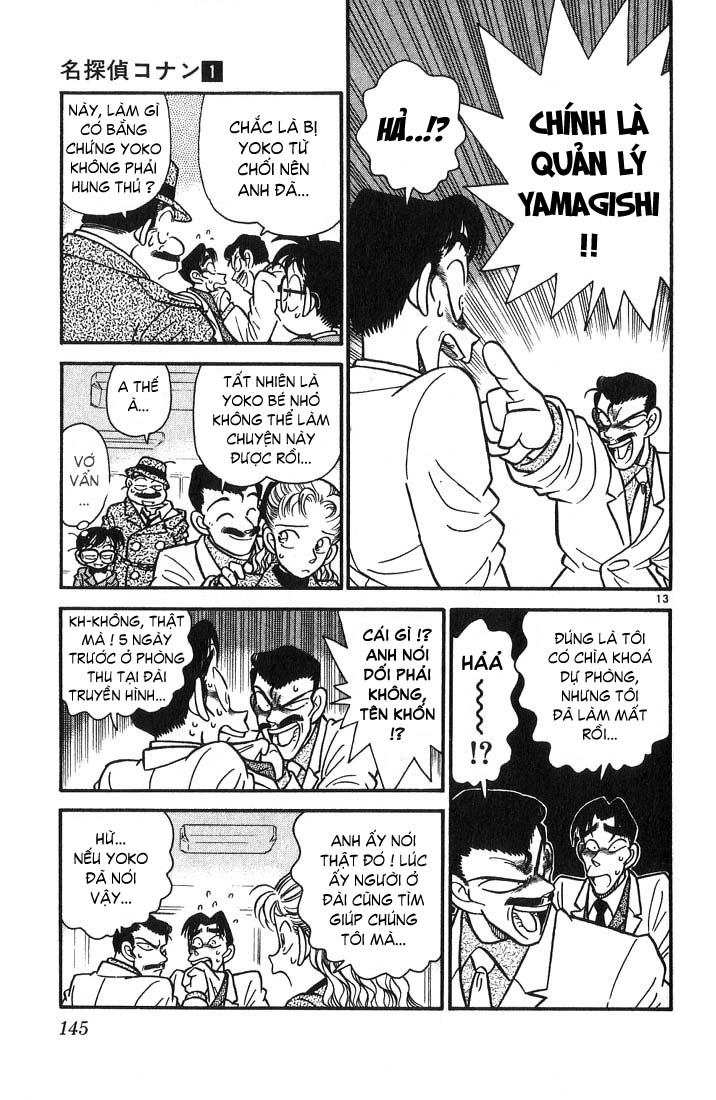 名探偵コナン1
CHÍNH LÀ
QUẢN LÝ
YAMAGISHI
!!
HẢ...!?
CHẮC LÀ BỊ
YOKO TỪ
CHỐI NÊN
ANH ĐÃ...
NÀY, LÀM GÌ
CÓ BẰNG
CHỨNG YOKO
KHÔNG PHẢI
HUNG THỦ ?
TẤT NHIÊN LÀ
YOKO BÉ NHỎ
KHÔNG THỂ LÀM
CHUYỆN NÀY
ĐƯỢC RỒI...
A THẾ
À...
VỚ
VẨN
...
13
ĐÚNG LÀ TÔI
CÓ CHÌA KHOÁ
DỰ PHÒNG,
NHƯNG TÔI
ĐÃ LÀM MẤT
RỒI...
HẢẢ
~~~
!?
CÁI GÌ !?
ANH NÓI
DỐI PHẢI
KHÔNG,
TÊN KHỐN
!?
KH-KHÔNG, THẬT
MÀ ! 5 NGÀY
TRƯỚC Ở PHÒNG
THU TẠI ĐÀI
TRUYỀN HÌNH...
ANH ẤY NÓI
THẬT ĐÓ ! LÚC
ẤY NGƯỜI Ở
ĐÀI CŨNG TÌM
GIÚP CHÚNG
TÔI MÀ...
HỪ...
NẾU YOKO
ĐÃ NÓI
VẬY...
145